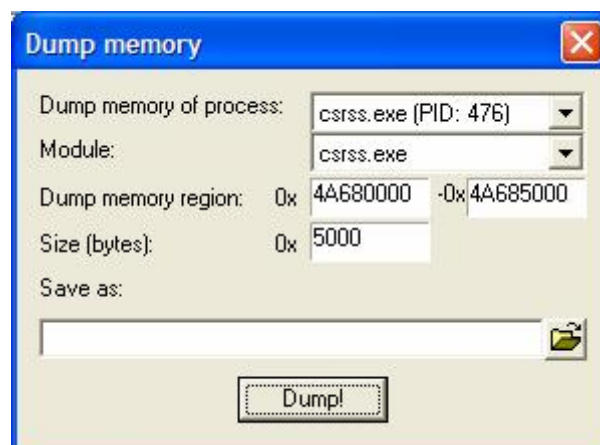 Dump memory
Dump memory of process: csrss.exe (PID: 476)
Module: csrss.exe
Dump memory region: 0x 4A680000 -0x 4A685000
Size (bytes): 0x 5000
Save as:
Dump!